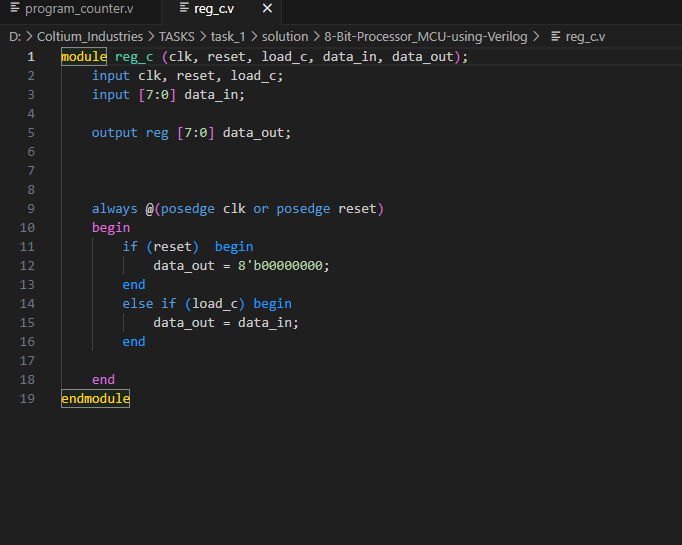 program_counter.v reg_c.v
D: > Coltium_Industries > TASKS > task_1 > solution > 8-Bit-Processor_MCU-using-Verilog > reg_c.v
1 module reg_c (clk, reset, load_c, data_in, data_out);
2 input clk, reset, load_c;
3 input [7:0] data_in;
4
5 output reg [7:0] data_out;
6
7
8
9 always @(posedge clk or posedge reset)
10 begin
11 if (reset)  begin
12 data_out = 8'b00000000;
13 end
14 else if (load_c) begin
15 data_out = data_in;
16 end
17
18 end
19 endmodule